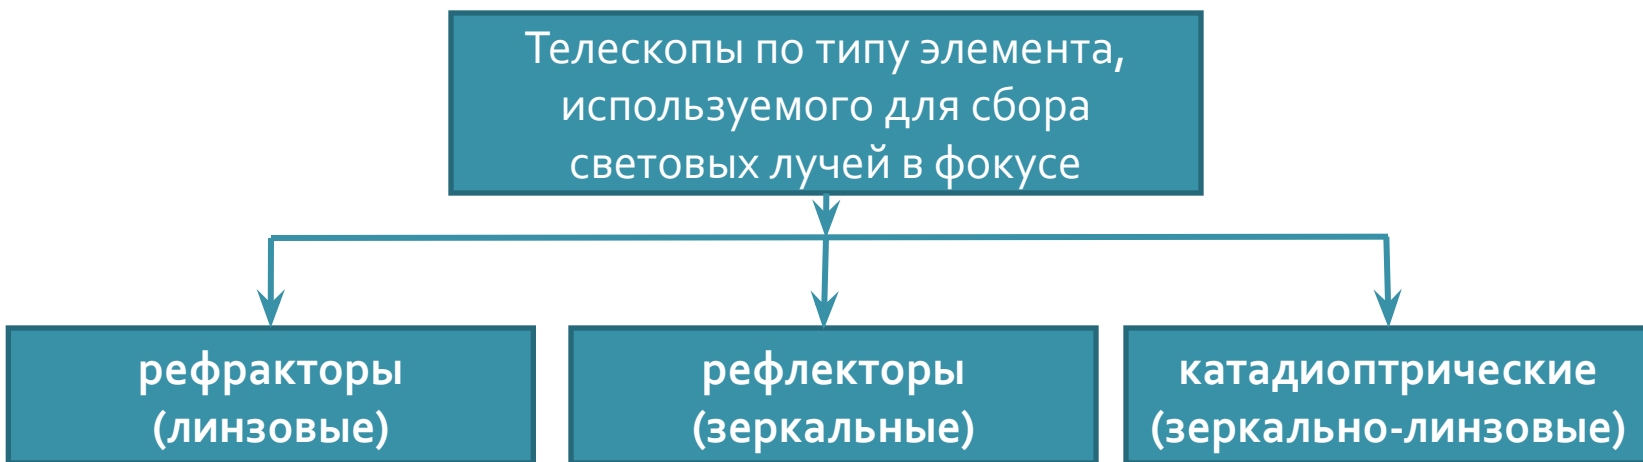 Телескопы по типу элемента,
используемого для сбора
световых лучей в фокусе
рефракторы
(линзовые)
рефлекторы
(зеркальные)
катадиоптрические
(зеркально-линзовые)